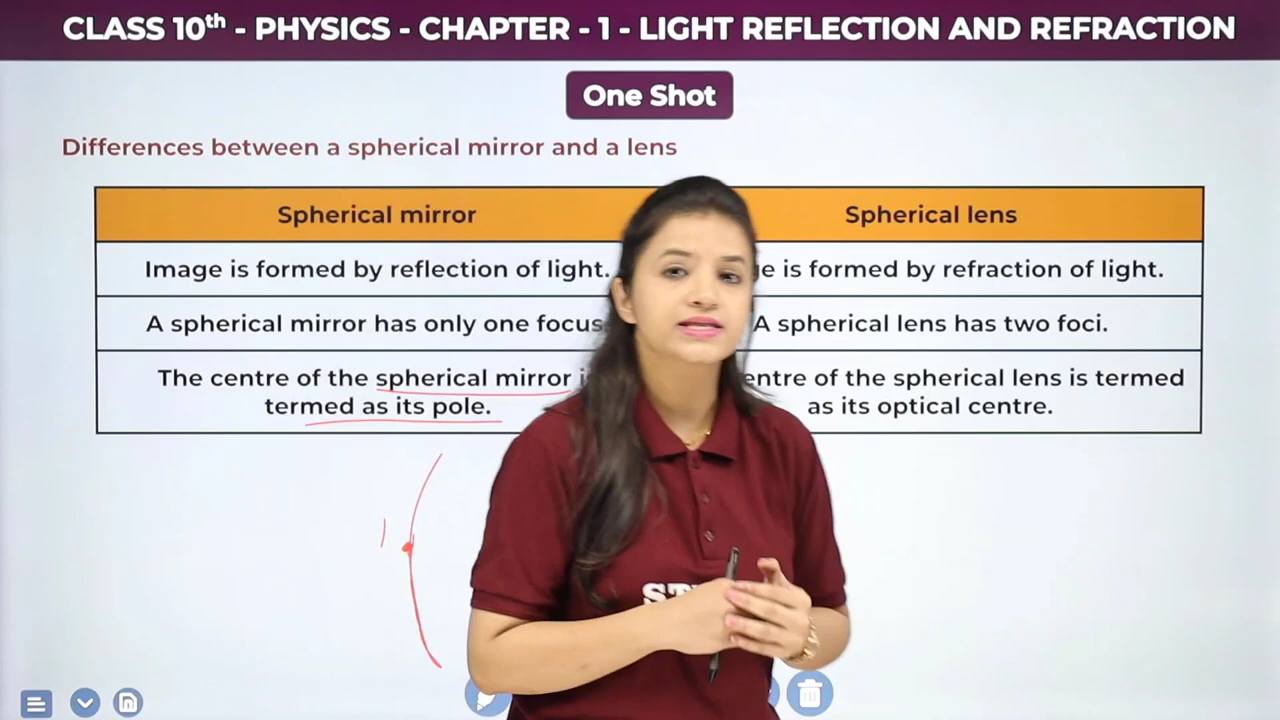 CLASS 10th - PHYSICS - CHAPTER - 1 - LIGHT REFLECTION AND REFRACTION
One Shot
Differences between a spherical mirror and a lens
Spherical mirror
Spherical lens
Image is formed by reflection of light.
is formed by refraction of light.
A spherical mirror has only one focus
A spherical lens has two foci.
The centre of the spherical mirror
termed as its pole.
of the spherical lens is termed
as its optical centre.